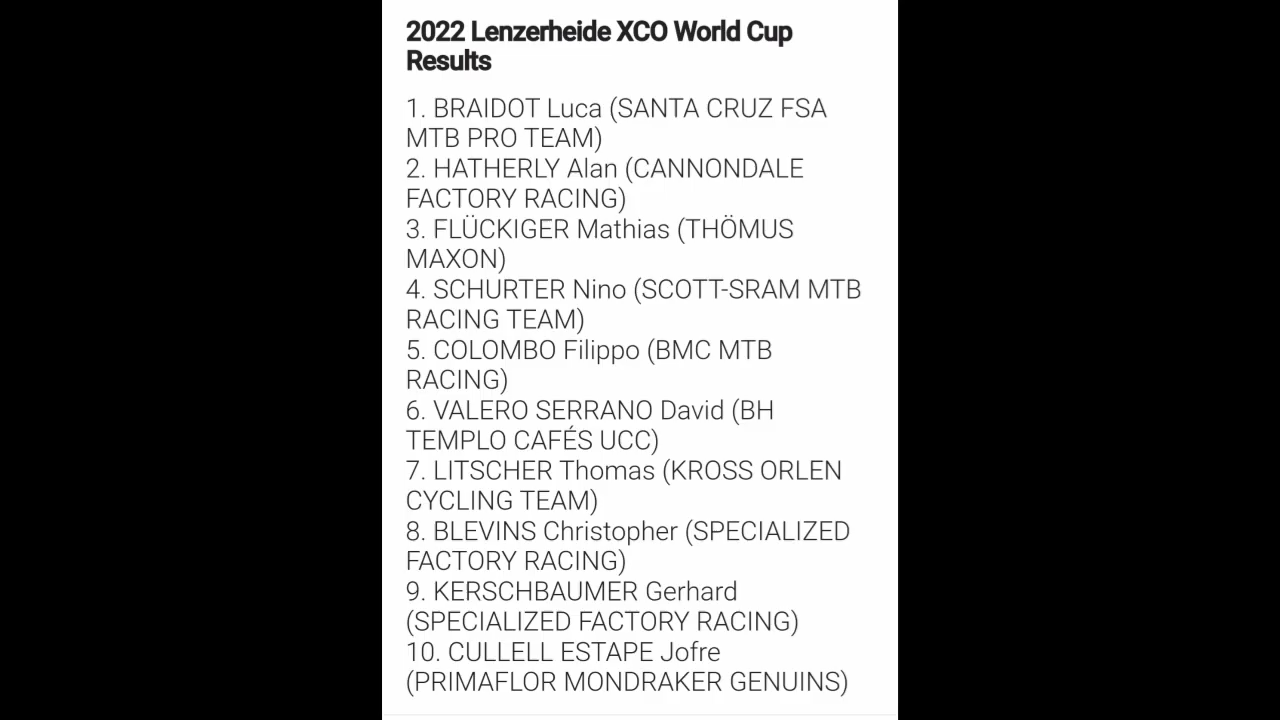 2022 Lenzerheide XCO World Cup
Results
1. BRAIDOT Luca (SANTA CRUZ FSA
MTB PRO TEAM)
2. HATHERLY Alan (CANNONDALE
FACTORY RACING)
3. FLÜCKIGER Mathias (THÖMUS
MAXON)
4. SCHURTER Nino (SCOTT-SRAM MTB
RACING TEAM)
5. COLOMBO Filippo (BMC MTB
RACING)
6. VALERO SERRANO David (BH
TEMPLO CAFÉS UCC)
7. LITSCHER Thomas (KROSS ORLEN
CYCLING TEAM)
8. BLEVINS Christopher (SPECIALIZED
FACTORY RACING)
9. KERSCHBAUMER Gerhard
(SPECIALIZED FACTORY RACING)
10. CULLELL ESTAPE Jofre
(PRIMAFLOR MONDRAKER GENUINS)